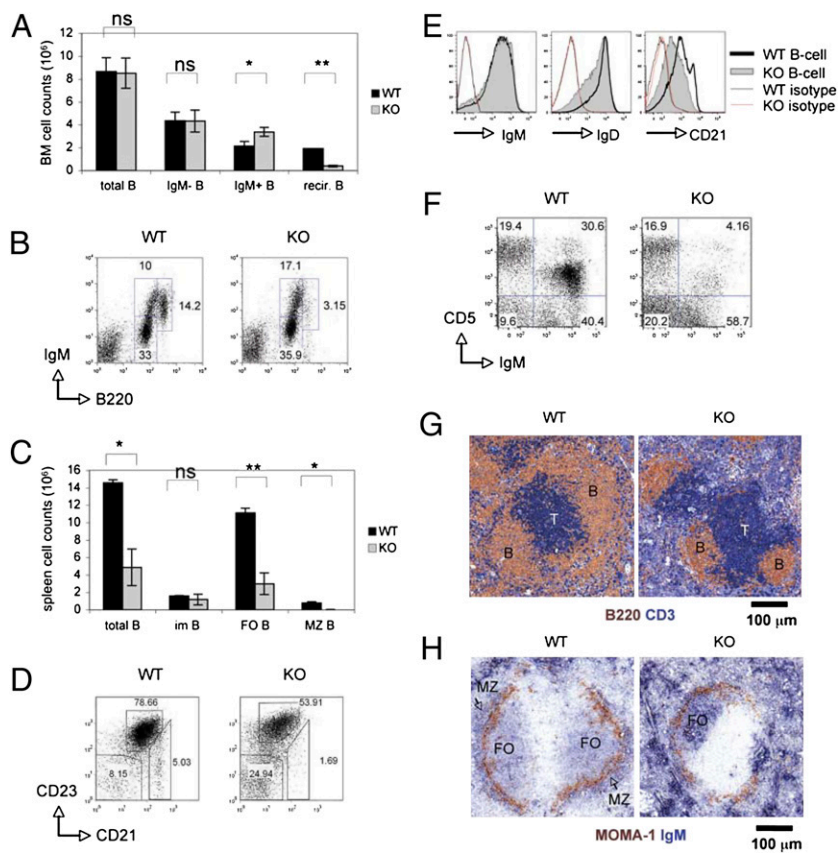 A
ns
ns
*
**
BM cell counts (10⁶)
12
10
8
6
4
2
0
total B
IgM- B
IgM+ B
recir. B
WT
KO
B
WT
KO
10
14.2
33
17.1
3.15
35.9
IgM
B220
C
*
ns
**
*
spleen cell counts (10⁶)
16
14
12
10
8
6
4
2
0
total B
im B
FO B
MZ B
WT
KO
D
WT
KO
78.66
5.03
8.15
53.91
1.69
24.94
CD23
CD21
E
IgM
IgD
CD21
WT B-cell
KO B-cell
WT isotype
KO isotype
F
WT
KO
19.4
30.6
9.6
40.4
16.9
4.16
20.2
58.7
CD5
IgM
G
WT
KO
B
T
B
T
B
B
B220 CD3
100 µm
H
WT
KO
MZ
FO
FO
MZ
FO
MOMA-1 IgM
100 µm